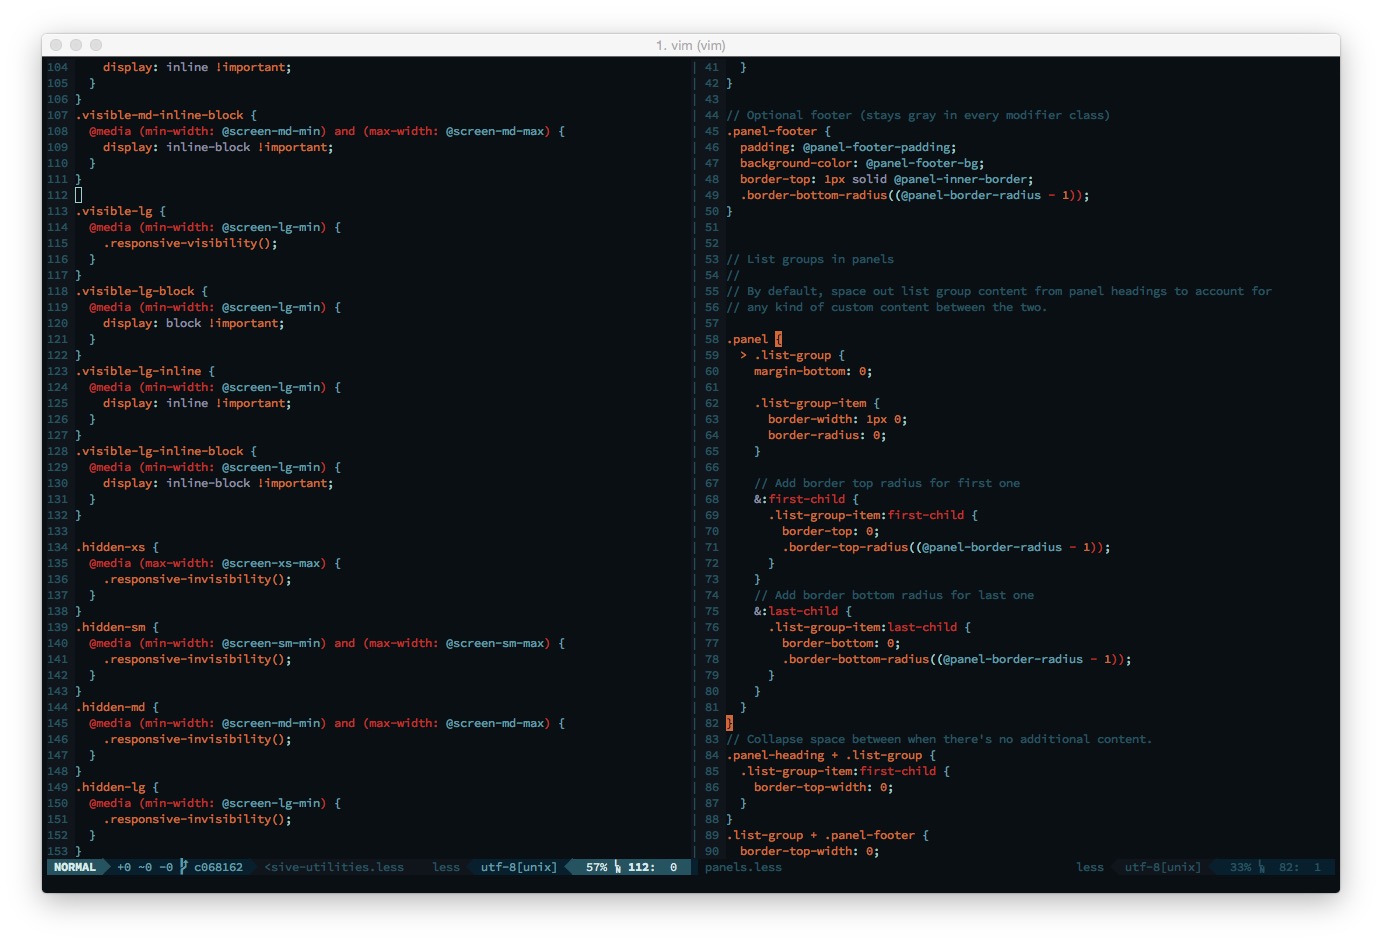 1. vim (vim)
104 display: inline !important;
105 }
106 }
107 .visible-md-inline-block {
108 @media (min-width: @screen-md-min) and (max-width: @screen-md-max) {
109 display: inline-block !important;
110 }
111 }
112
113 .visible-lg {
114 @media (min-width: @screen-lg-min) {
115 .responsive-visibility();
116 }
117 }
118 .visible-lg-block {
119 @media (min-width: @screen-lg-min) {
120 display: block !important;
121 }
122 }
123 .visible-lg-inline {
124 @media (min-width: @screen-lg-min) {
125 display: inline !important;
126 }
127 }
128 .visible-lg-inline-block {
129 @media (min-width: @screen-lg-min) {
130 display: inline-block !important;
131 }
132 }
133
134 .hidden-xs {
135 @media (max-width: @screen-xs-max) {
136 .responsive-invisibility();
137 }
138 }
139 .hidden-sm {
140 @media (min-width: @screen-sm-min) and (max-width: @screen-sm-max) {
141 .responsive-invisibility();
142 }
143 }
144 .hidden-md {
145 @media (min-width: @screen-md-min) and (max-width: @screen-md-max) {
146 .responsive-invisibility();
147 }
148 }
149 .hidden-lg {
150 @media (min-width: @screen-lg-min) {
151 .responsive-invisibility();
152 }
153 }
NORMAL +0 ~0 -0 c068162 <sive-utilities.less less utf-8[unix] 57% 112: 0
41 }
42 }
43
44 // Optional footer (stays gray in every modifier class)
45 .panel-footer {
46 padding: @panel-footer-padding;
47 background-color: @panel-footer-bg;
48 border-top: 1px solid @panel-inner-border;
49 .border-bottom-radius((@panel-border-radius - 1));
50 }
51
52
53 // List groups in panels
54 //
55 // By default, space out list group content from panel headings to account for
56 // any kind of custom content between the two.
57
58 .panel {
59 > .list-group {
60 margin-bottom: 0;
61
62 .list-group-item {
63 border-width: 1px 0;
64 border-radius: 0;
65 }
66
67 // Add border top radius for first one
68 &:first-child {
69 .list-group-item:first-child {
70 border-top: 0;
71 .border-top-radius((@panel-border-radius - 1));
72 }
73 }
74 // Add border bottom radius for last one
75 &:last-child {
76 .list-group-item:last-child {
77 border-bottom: 0;
78 .border-bottom-radius((@panel-border-radius - 1));
79 }
80 }
81 }
82 }
83 // Collapse space between when there's no additional content.
84 .panel-heading + .list-group {
85 .list-group-item:first-child {
86 border-top-width: 0;
87 }
88 }
89 .list-group + .panel-footer {
90 border-top-width: 0;
panels.less less utf-8[unix] 33% 82: 1